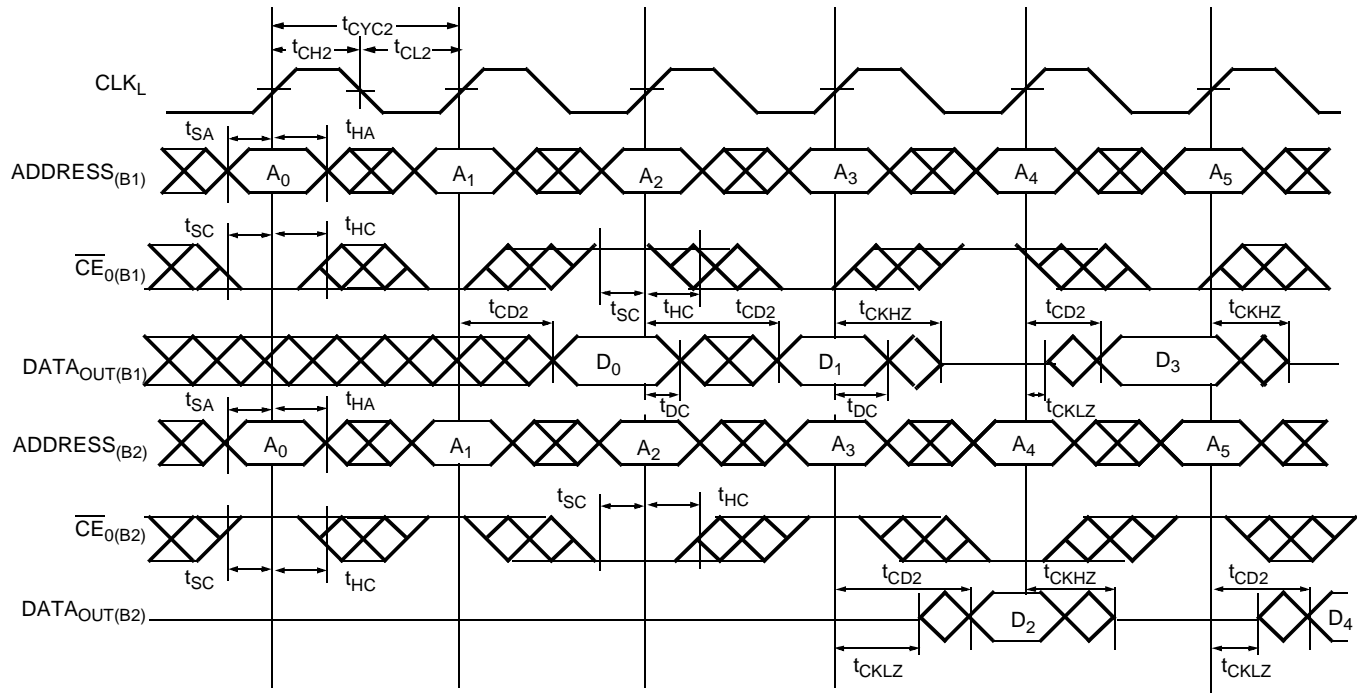 tCYC2
tCH2 tCL2
CLKL
tSA tHA
ADDRESS(B1) A0 A1 A2 A3 A4 A5
tSC tHC
CE0(B1)
tSC tHC
tCD2 tCD2 tCKHZ tCD2 tCKHZ
DATAOUT(B1) D0 D1 D3
tDC tDC tCKLZ
tSA tHA
ADDRESS(B2) A0 A1 A2 A3 A4 A5
tSC tHC
CE0(B2)
tSC tHC
tCD2 tCKHZ tCD2
DATAOUT(B2) D2 D4
tCKLZ tCKLZ